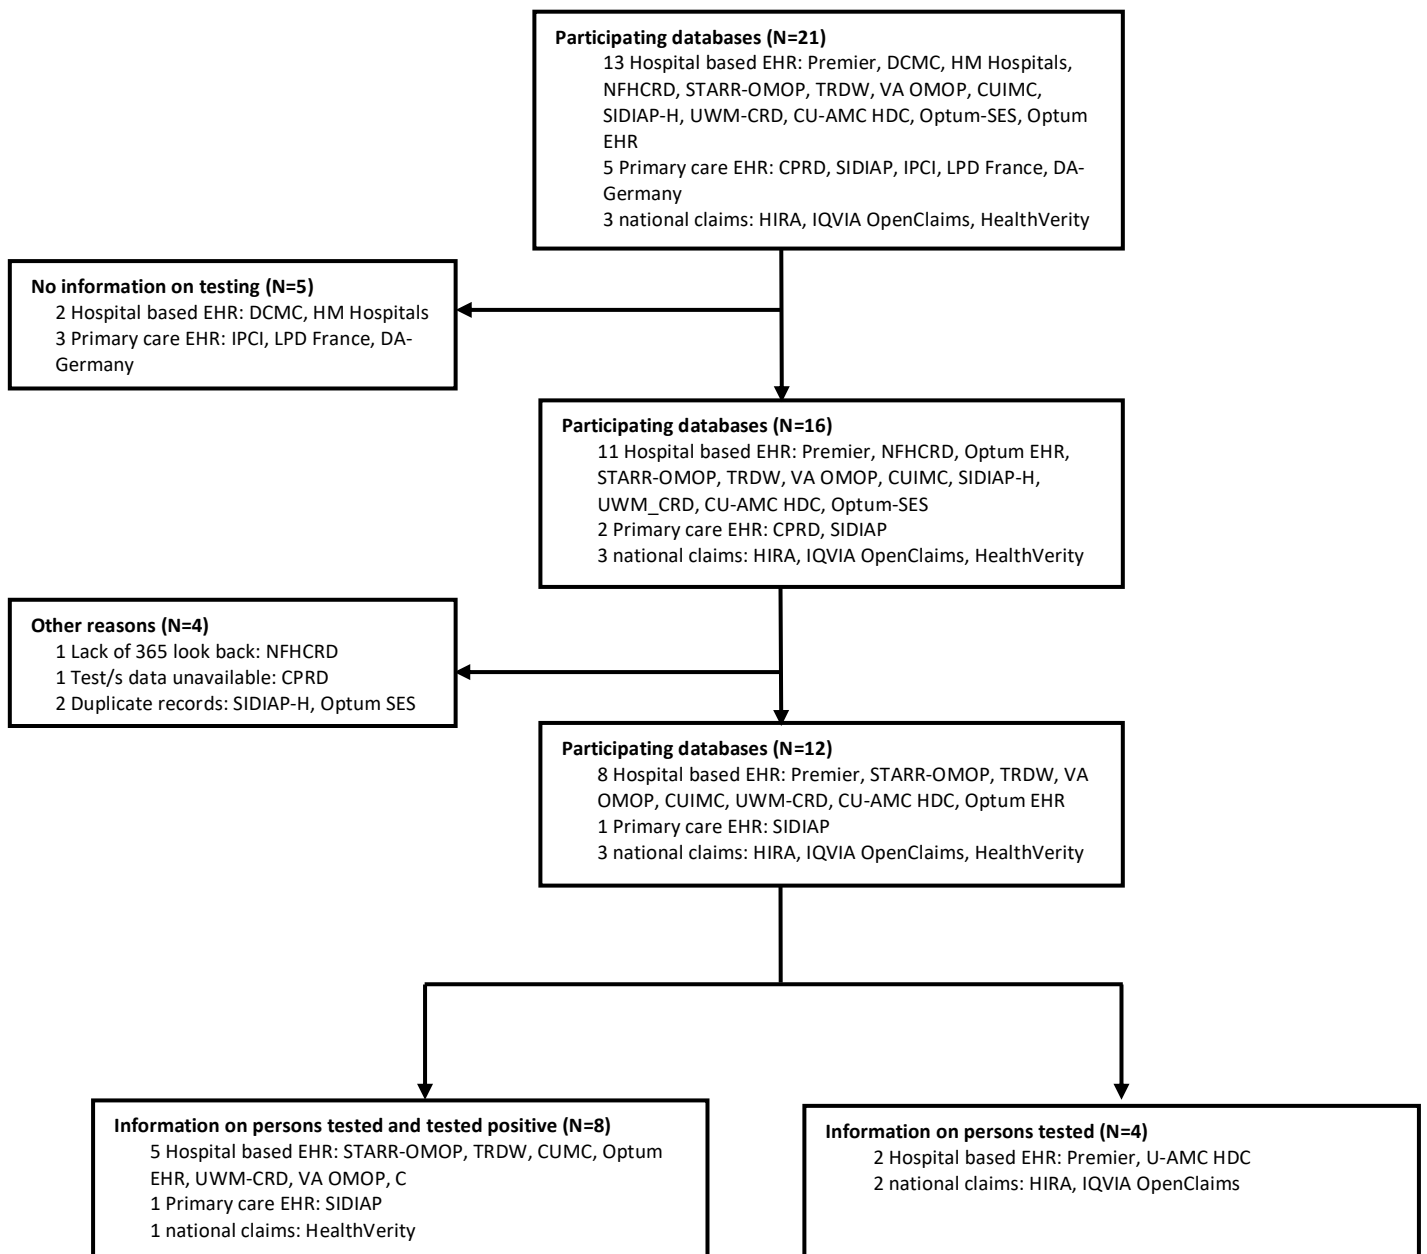 Participating databases (N=21)
13 Hospital based EHR: Premier, DCMC, HM Hospitals,
NFHCRD, STARR-OMOP, TRDW, VA OMOP, CUIMC,
SIDIAP-H, UWM-CRD, CU-AMC HDC, Optum-SES, Optum
EHR
5 Primary care EHR: CPRD, SIDIAP, IPCI, LPD France, DA-
Germany
3 national claims: HIRA, IQVIA OpenClaims, HealthVerity
No information on testing (N=5)
2 Hospital based EHR: DCMC, HM Hospitals
3 Primary care EHR: IPCI, LPD France, DA-
Germany
Participating databases (N=16)
11 Hospital based EHR: Premier, NFHCRD, Optum EHR,
STARR-OMOP, TRDW, VA OMOP, CUIMC, SIDIAP-H,
UWM_CRD, CU-AMC HDC, Optum-SES
2 Primary care EHR: CPRD, SIDIAP
3 national claims: HIRA, IQVIA OpenClaims, HealthVerity
Other reasons (N=4)
1 Lack of 365 look back: NFHCRD
1 Test/s data unavailable: CPRD
2 Duplicate records: SIDIAP-H, Optum SES
Participating databases (N=12)
8 Hospital based EHR: Premier, STARR-OMOP, TRDW, VA
OMOP, CUIMC, UWM-CRD, CU-AMC HDC, Optum EHR
1 Primary care EHR: SIDIAP
3 national claims: HIRA, IQVIA OpenClaims, HealthVerity
Information on persons tested and tested positive (N=8)
5 Hospital based EHR: STARR-OMOP, TRDW, CUMC, Optum
EHR, UWM-CRD, VA OMOP, C
1 Primary care EHR: SIDIAP
1 national claims: HealthVerity
Information on persons tested (N=4)
2 Hospital based EHR: Premier, U-AMC HDC
2 national claims: HIRA, IQVIA OpenClaims